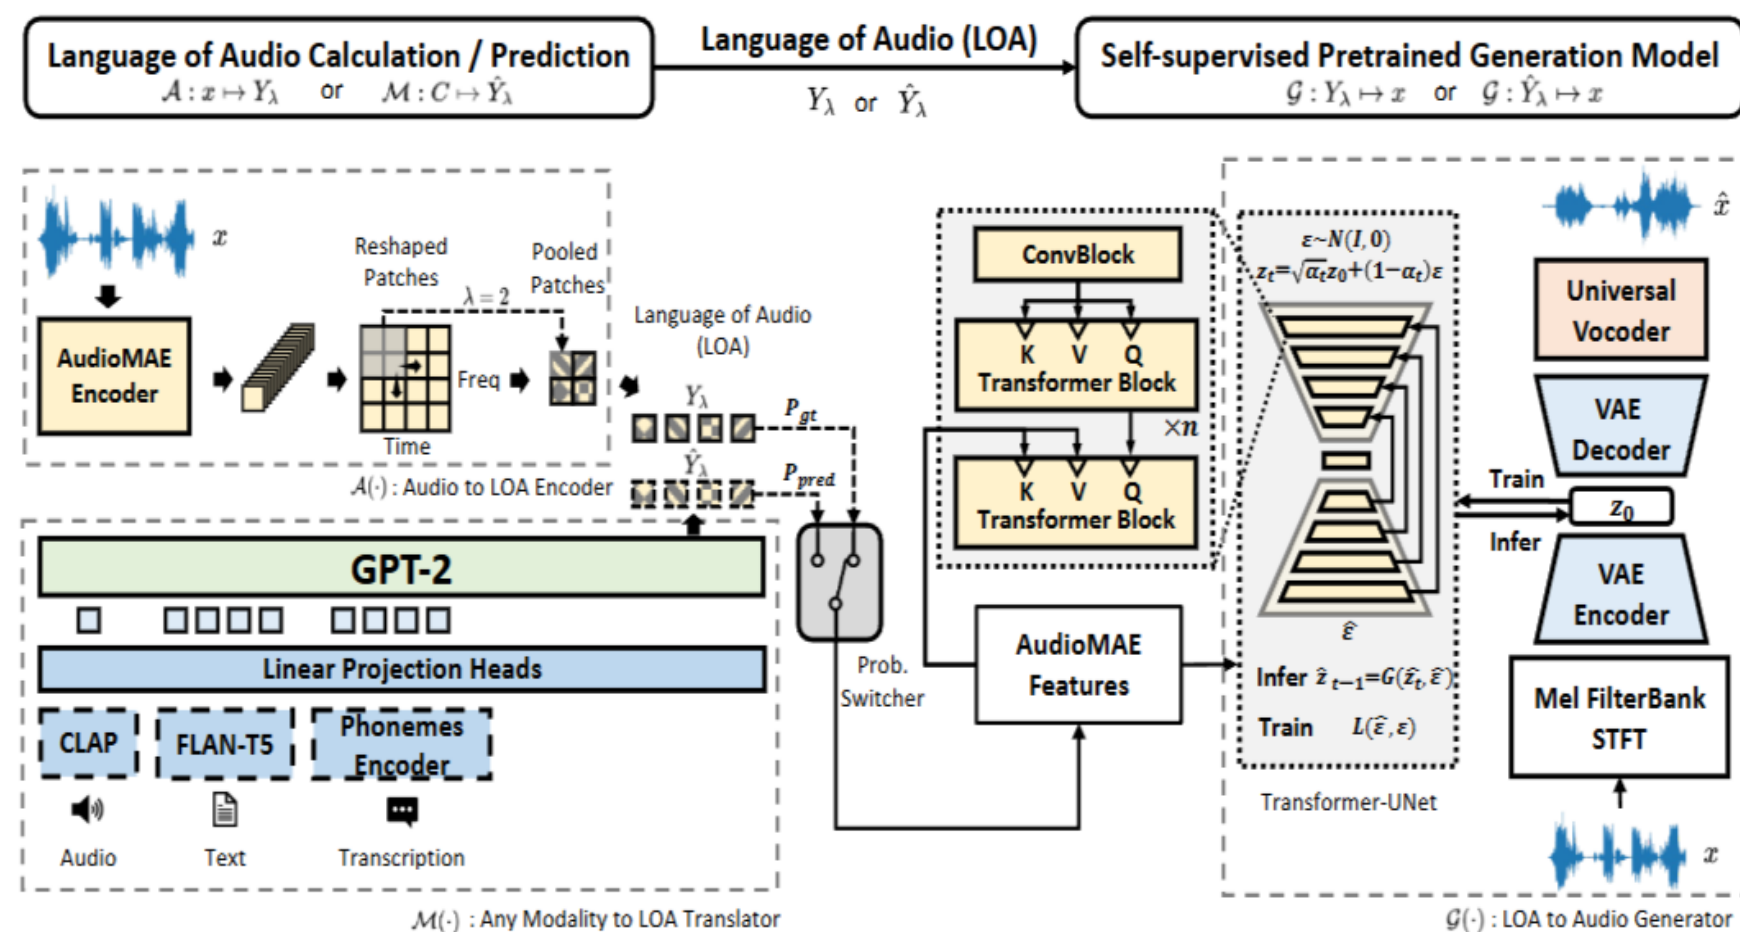 Language of Audio Calculation / Prediction
𝒜 : x ↦ Y_λ or ℳ : C ↦ Ŷ_λ
Language of Audio (LOA)
Y_λ or Ŷ_λ
Self-supervised Pretrained Generation Model
𝒢 : Y_λ ↦ x or 𝒢 : Ŷ_λ ↦ x
x
AudioMAE
Encoder
Reshaped
Patches
λ = 2
Pooled
Patches
Freq
Time
𝒜(·) : Audio to LOA Encoder
Language of Audio
(LOA)
Y_λ
Ŷ_λ
P_gt
P_pred
Prob.
Switcher
GPT-2
Linear Projection Heads
CLAP
FLAN-T5
Phonemes
Encoder
Audio
Text
Transcription
ℳ(·) : Any Modality to LOA Translator
ConvBlock
K V Q
Transformer Block
×n
K V Q
Transformer Block
AudioMAE
Features
ε~N(I, 0)
z_t=√α_t z_0+(1−α_t)ε
ε̂
Infer ẑ_t−1=G(ẑ_t, ε̂)
Train L(ε̂, ε)
Transformer-UNet
Train
Infer
x̂
Universal
Vocoder
VAE
Decoder
z_0
VAE
Encoder
Mel FilterBank
STFT
x
𝒢(·) : LOA to Audio Generator